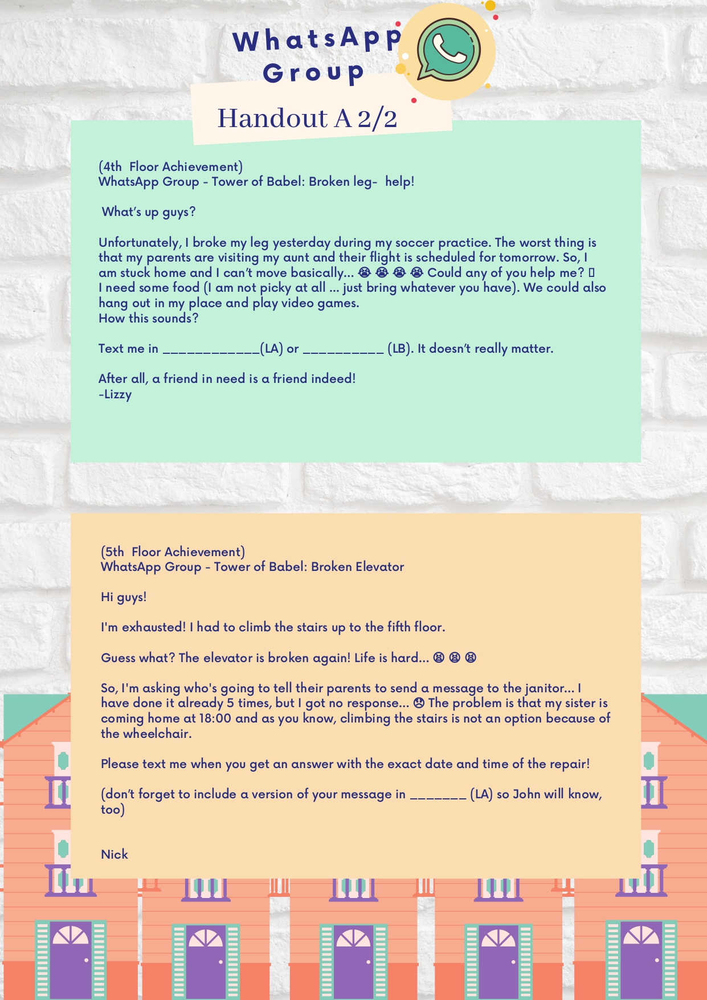 WhatsApp
Group
Handout A 2/2
(4th  Floor Achievement)
WhatsApp Group - Tower of Babel: Broken leg-  help!
What’s up guys?
Unfortunately, I broke my leg yesterday during my soccer practice. The worst thing is
that my parents are visiting my aunt and their flight is scheduled for tomorrow. So, I
am stuck home and I can’t move basically... 😭 😭 😭 😭 Could any of you help me? ▯
I need some food (I am not picky at all ... just bring whatever you have). We could also
hang out in my place and play video games.
How this sounds?
Text me in ____________(LA) or __________ (LB). It doesn’t really matter.
After all, a friend in need is a friend indeed!
-Lizzy
(5th  Floor Achievement)
WhatsApp Group - Tower of Babel: Broken Elevator
Hi guys!
I'm exhausted! I had to climb the stairs up to the fifth floor.
Guess what? The elevator is broken again! Life is hard... 😫 😫 😫
So, I'm asking who's going to tell their parents to send a message to the janitor... I
have done it already 5 times, but I got no response... 😞 The problem is that my sister is
coming home at 18:00 and as you know, climbing the stairs is not an option because of
the wheelchair.
Please text me when you get an answer with the exact date and time of the repair!
(don’t forget to include a version of your message in _______ (LA) so John will know,
too)
Nick